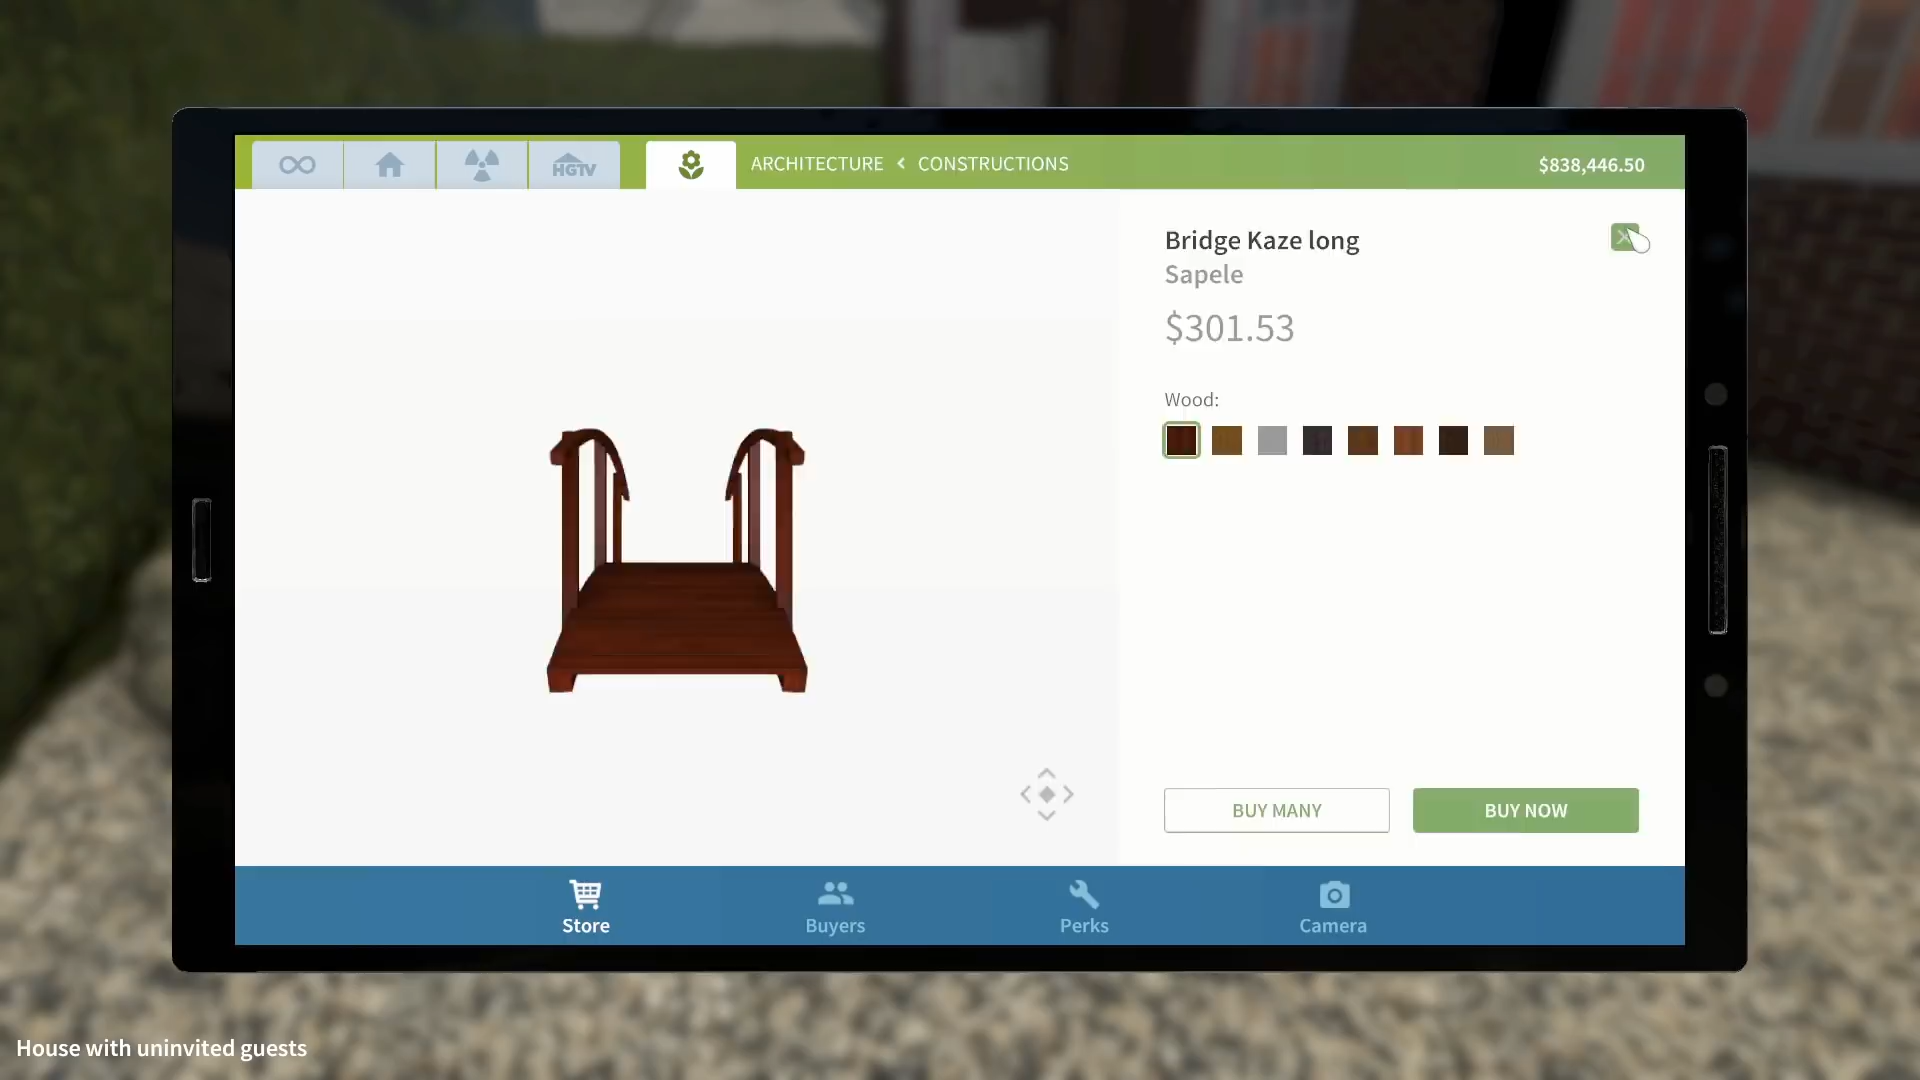 HGTV
ARCHITECTURE < CONSTRUCTIONS
$838,446.50
Bridge Kaze long
Sapele
$301.53
Wood:
BUY MANY
BUY NOW
Store
Buyers
Perks
Camera
House with uninvited guests